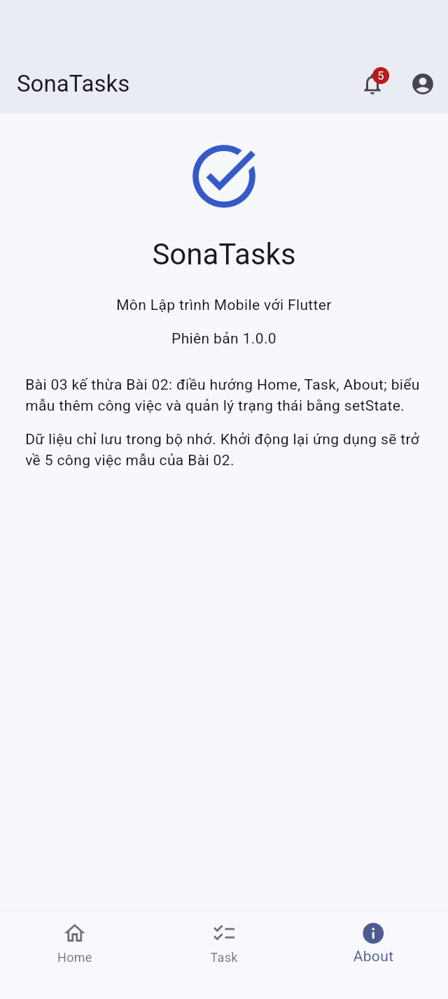 SonaTasks
5
SonaTasks
Môn Lập trình Mobile với Flutter
Phiên bản 1.0.0
Bài 03 kế thừa Bài 02: điều hướng Home, Task, About; biểu
mẫu thêm công việc và quản lý trạng thái bằng setState.
Dữ liệu chỉ lưu trong bộ nhớ. Khởi động lại ứng dụng sẽ trở
về 5 công việc mẫu của Bài 02.
Home
Task
About